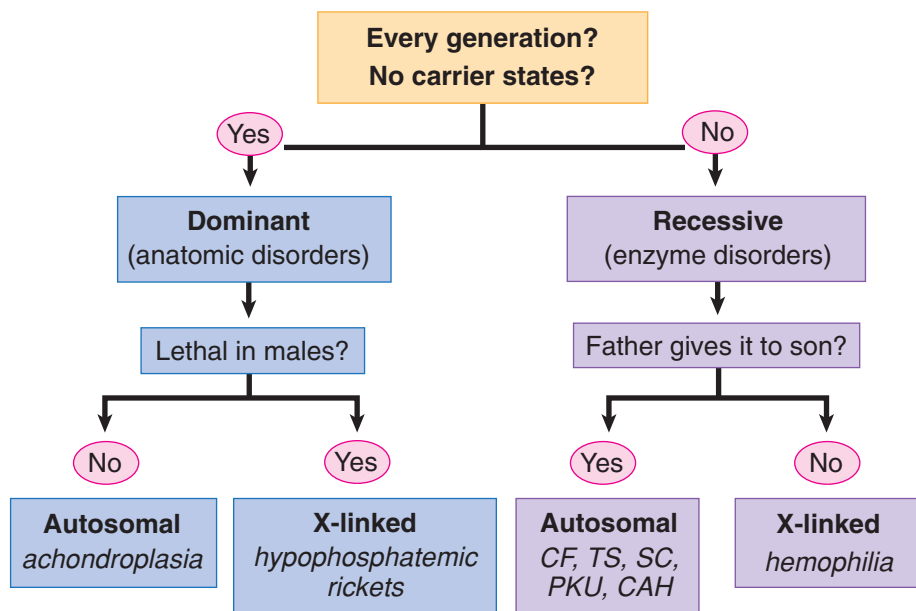 Every generation?
No carrier states?
Yes
No
Dominant
(anatomic disorders)
Recessive
(enzyme disorders)
Lethal in males?
Father gives it to son?
No
Yes
Yes
No
Autosomal
achondroplasia
X-linked
hypophosphatemic
rickets
Autosomal
CF, TS, SC,
PKU, CAH
X-linked
hemophilia